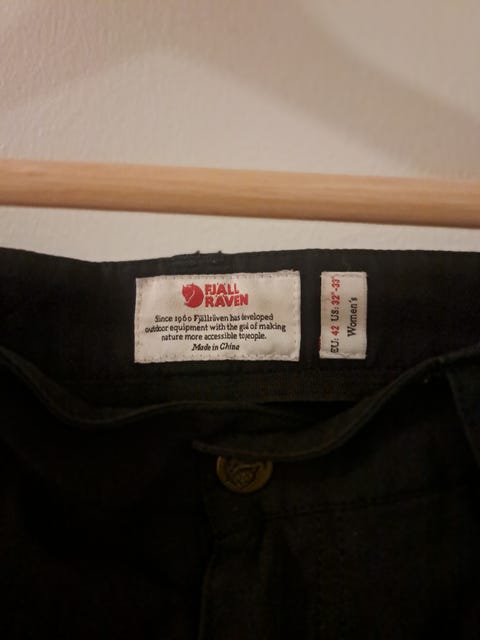 FJÄLL
RÄVEN
Since 1960 Fjällräven has developed
outdoor equipment with the goal of making
nature more accessible to people.
Made in China
EU: 42 US: 32"-33"
Women's